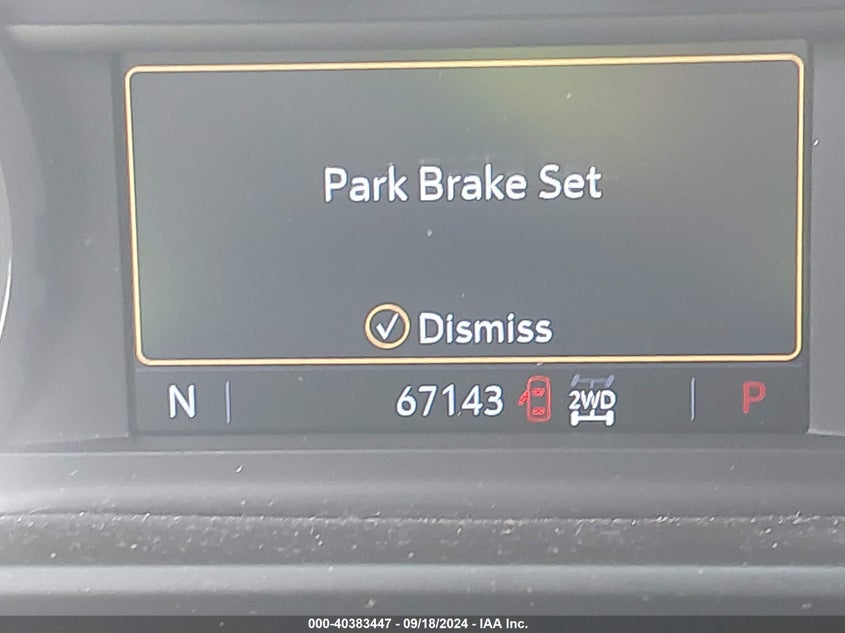 Park Brake Set
Dismiss
N 67143 2WD P
000-40383447 - 09/18/2024 - IAA Inc.